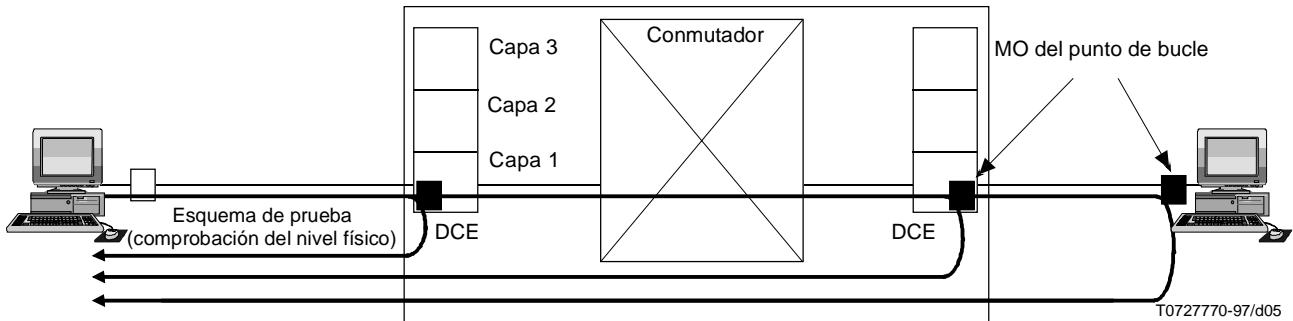 Capa 3
Conmutador
MO del punto de bucle
Capa 2
Capa 1
Esquema de prueba
(comprobación del nivel físico)
DCE
DCE
T0727770-97/d05